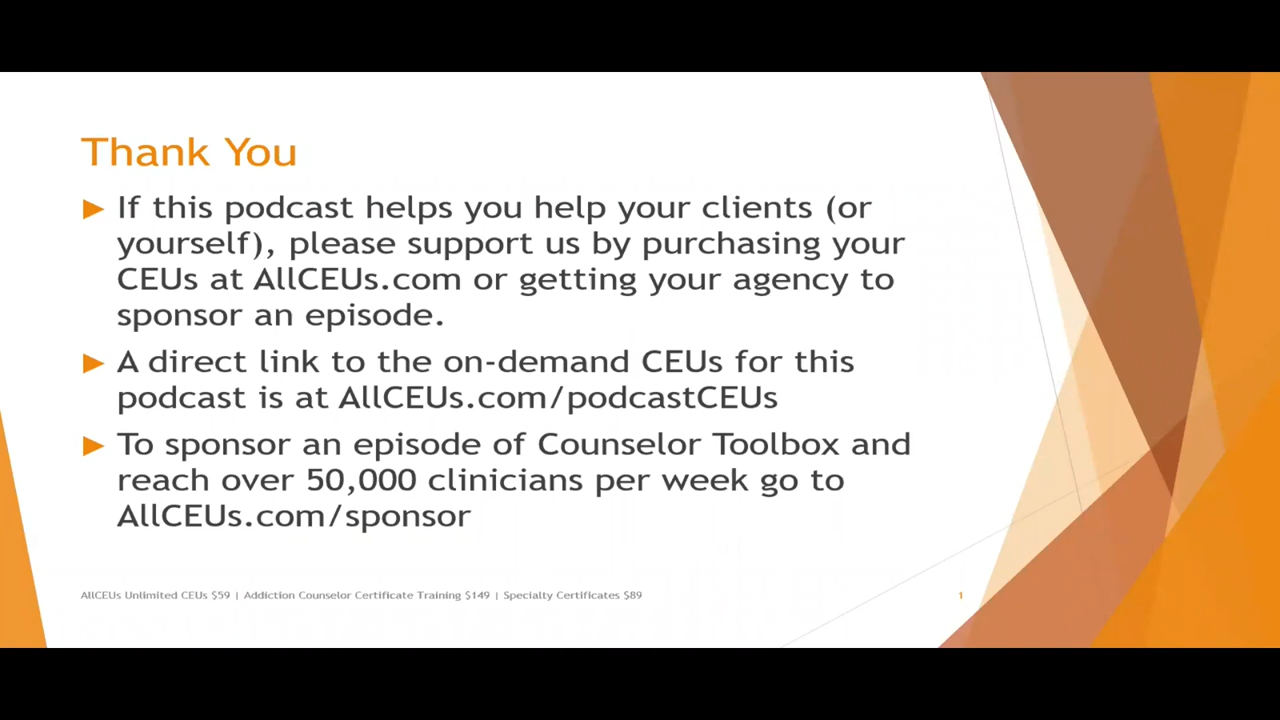 Thank You
If this podcast helps you help your clients (or
yourself), please support us by purchasing your
CEUs at AllCEUs.com or getting your agency to
sponsor an episode.
A direct link to the on-demand CEUs for this
podcast is at AllCEUs.com/podcastCEUs
To sponsor an episode of Counselor Toolbox and
reach over 50,000 clinicians per week go to
AllCEUs.com/sponsor
AllCEUs Unlimited CEUs $59 | Addiction Counselor Certificate Training $149 | Specialty Certificates $89
1